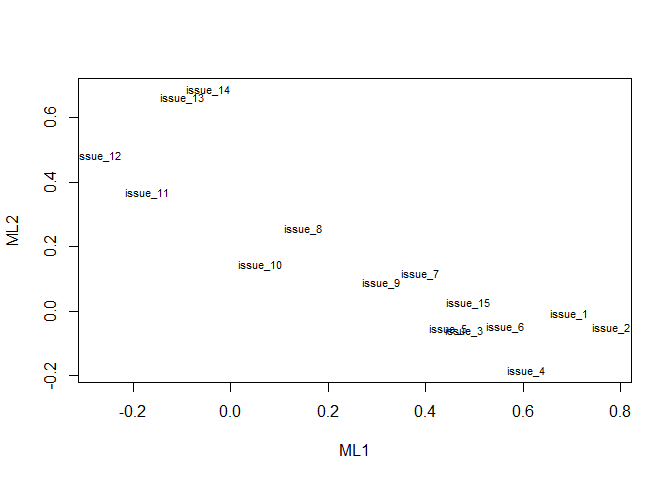 issue_14
issue_13
0.6
ssue_12
0.4
issue_11
ML2
issue_8
0.2
issue_10
issue_7
issue_9
issue_15
0.0
issue_1
issue_5
issue_3
issue_6
issue_2
issue_4
-0.2
-0.2 0.0 0.2 0.4 0.6 0.8
ML1